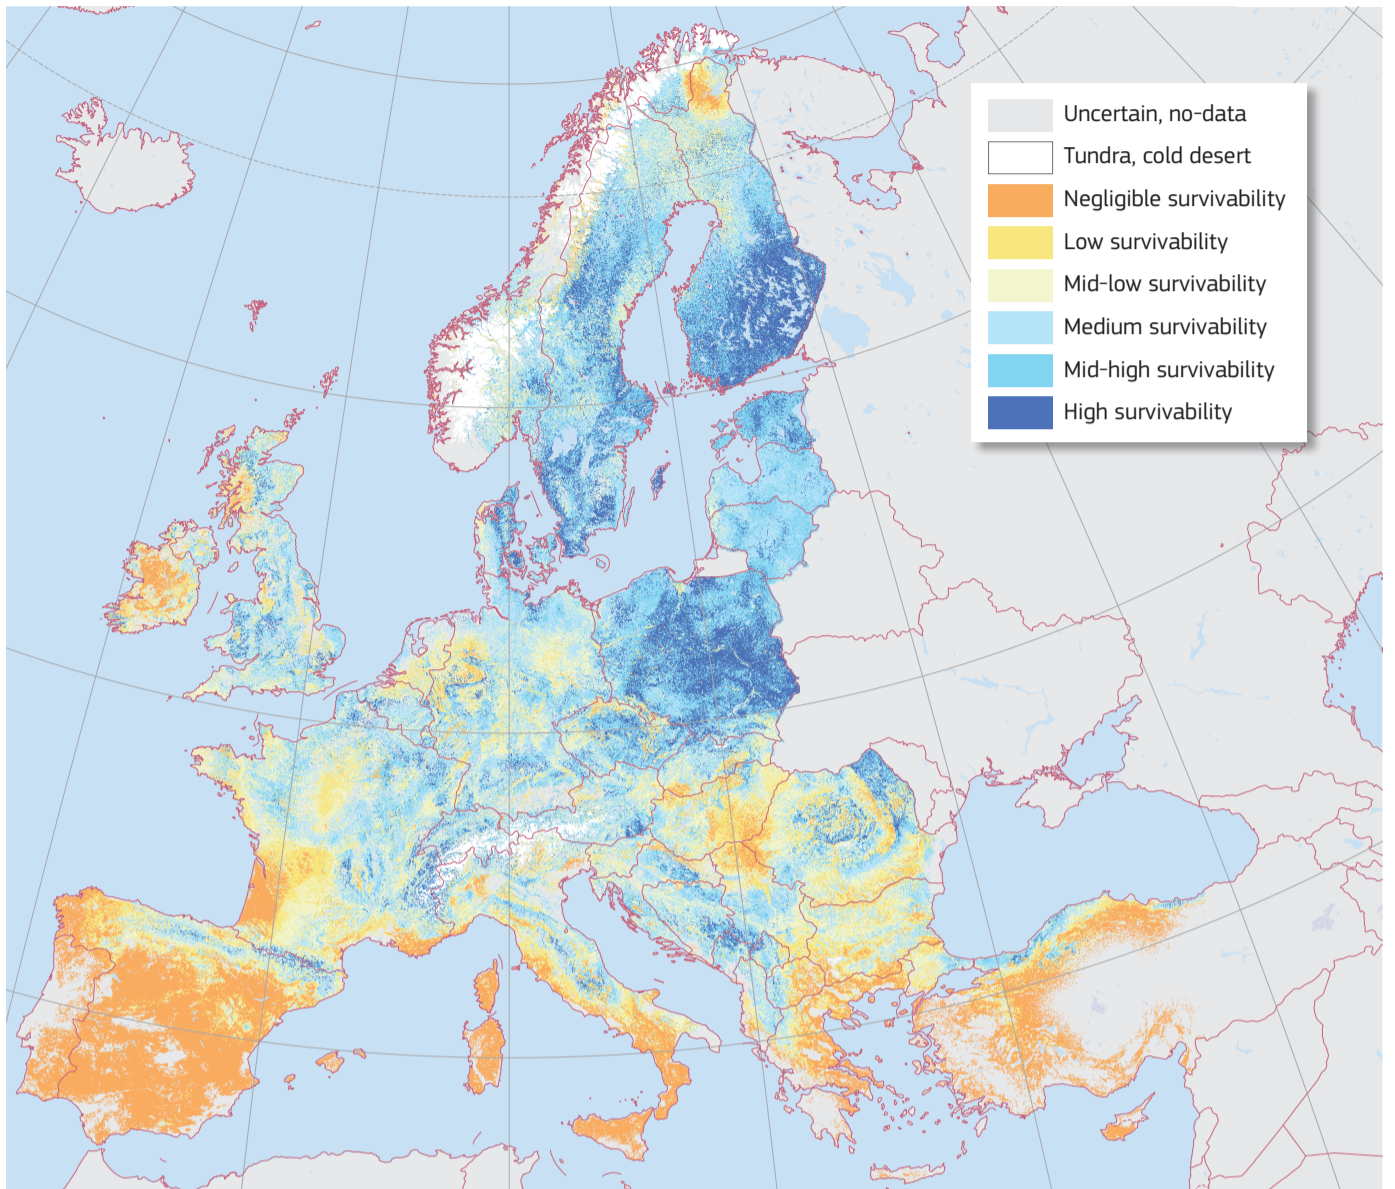 Uncertain, no-data
Tundra, cold desert
Negligible survivability
Low survivability
Mid-low survivability
Medium survivability
Mid-high survivability
High survivability